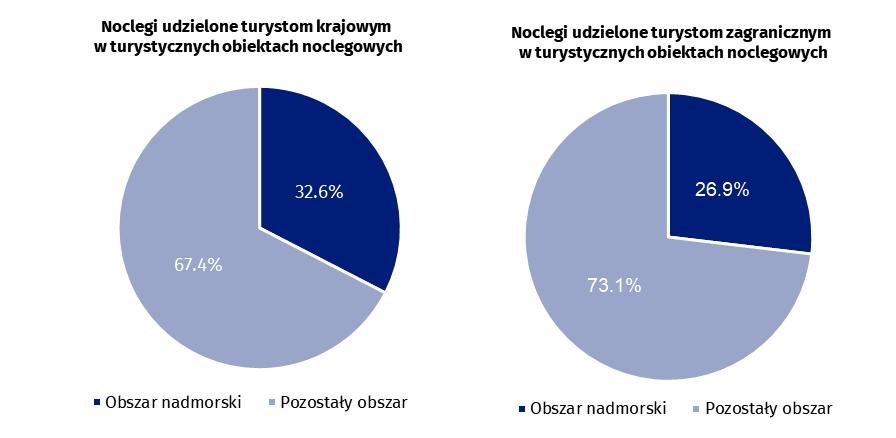 Noclegi udzielone turystom krajowym
w turystycznych obiektach noclegowych
32.6%
67.4%
Obszar nadmorski
Pozostały obszar
Noclegi udzielone turystom zagranicznym
w turystycznych obiektach noclegowych
26.9%
73.1%
Obszar nadmorski
Pozostały obszar